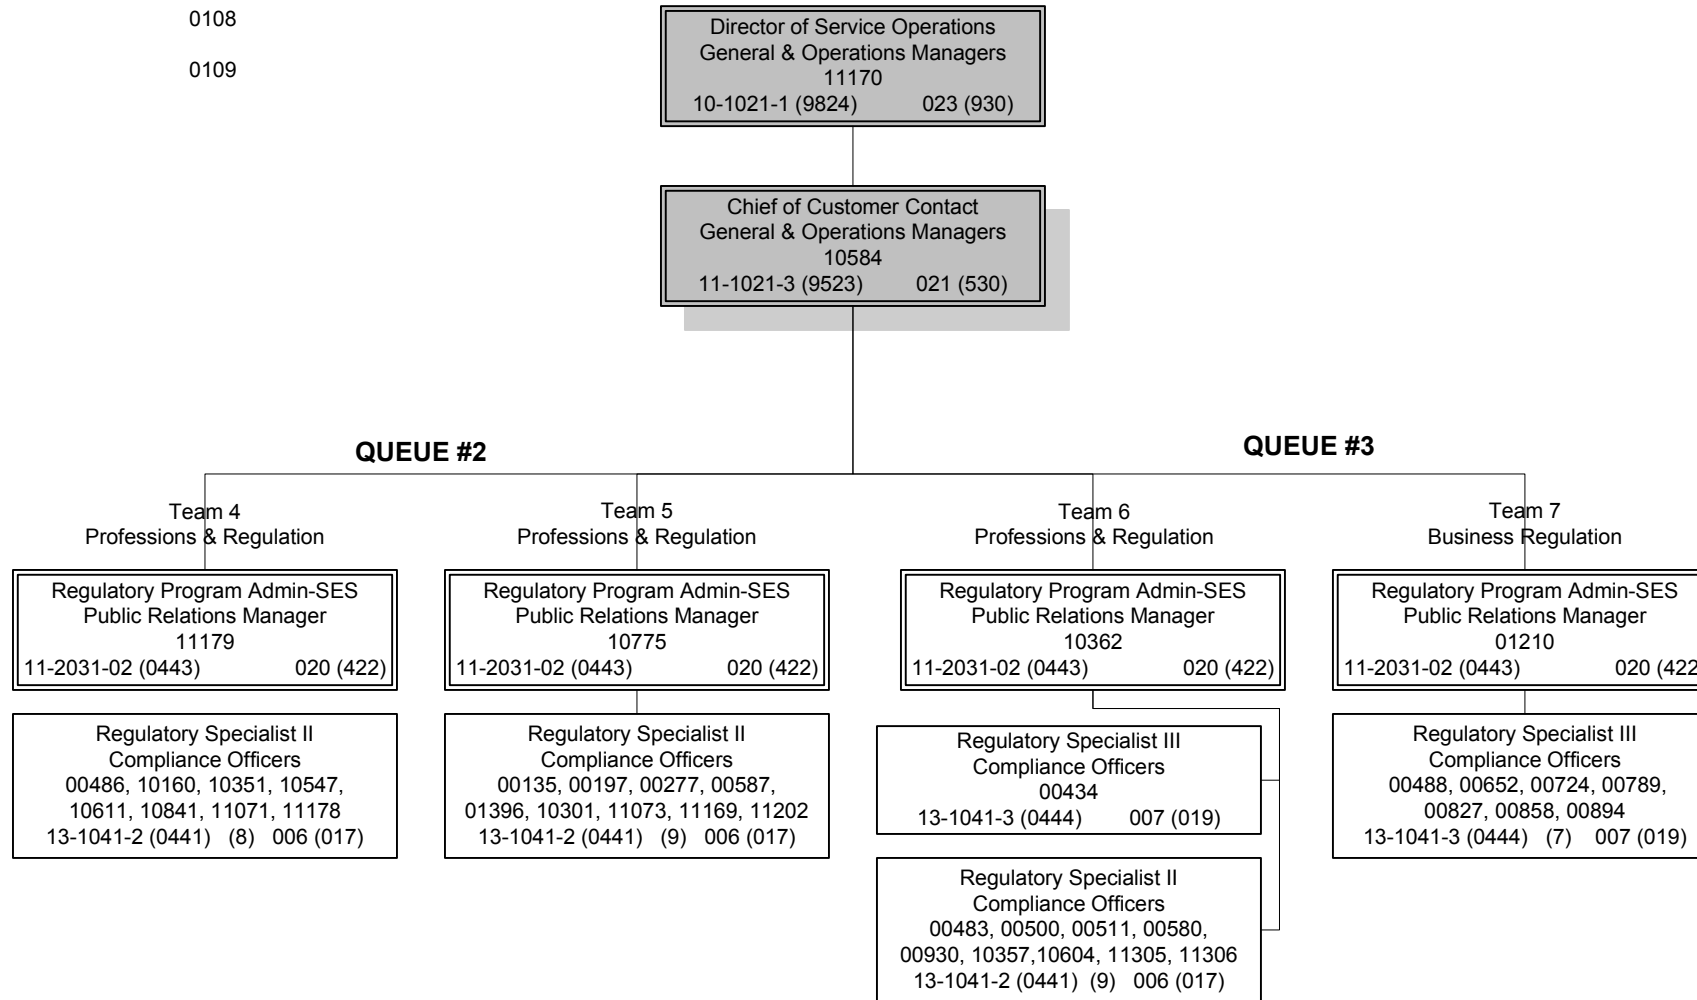 0108
0109
Director of Service Operations
General & Operations Managers
11170
10-1021-1 (9824) 023 (930)
Chief of Customer Contact
General & Operations Managers
10584
11-1021-3 (9523) 021 (530)
QUEUE #2
QUEUE #3
Team 4
Professions & Regulation
Team 5
Professions & Regulation
Team 6
Professions & Regulation
Team 7
Business Regulation
Regulatory Program Admin-SES
Public Relations Manager
11179
11-2031-02 (0443) 020 (422)
Regulatory Program Admin-SES
Public Relations Manager
10775
11-2031-02 (0443) 020 (422)
Regulatory Program Admin-SES
Public Relations Manager
10362
11-2031-02 (0443) 020 (422)
Regulatory Program Admin-SES
Public Relations Manager
01210
11-2031-02 (0443) 020 (422
Regulatory Specialist II
Compliance Officers
00486, 10160, 10351, 10547,
10611, 10841, 11071, 11178
13-1041-2 (0441) (8) 006 (017)
Regulatory Specialist II
Compliance Officers
00135, 00197, 00277, 00587,
01396, 10301, 11073, 11169, 11202
13-1041-2 (0441) (9) 006 (017)
Regulatory Specialist III
Compliance Officers
00434
13-1041-3 (0444) 007 (019)
Regulatory Specialist III
Compliance Officers
00488, 00652, 00724, 00789,
00827, 00858, 00894
13-1041-3 (0444) (7) 007 (019)
Regulatory Specialist II
Compliance Officers
00483, 00500, 00511, 00580,
00930, 10357,10604, 11305, 11306
13-1041-2 (0441) (9) 006 (017)